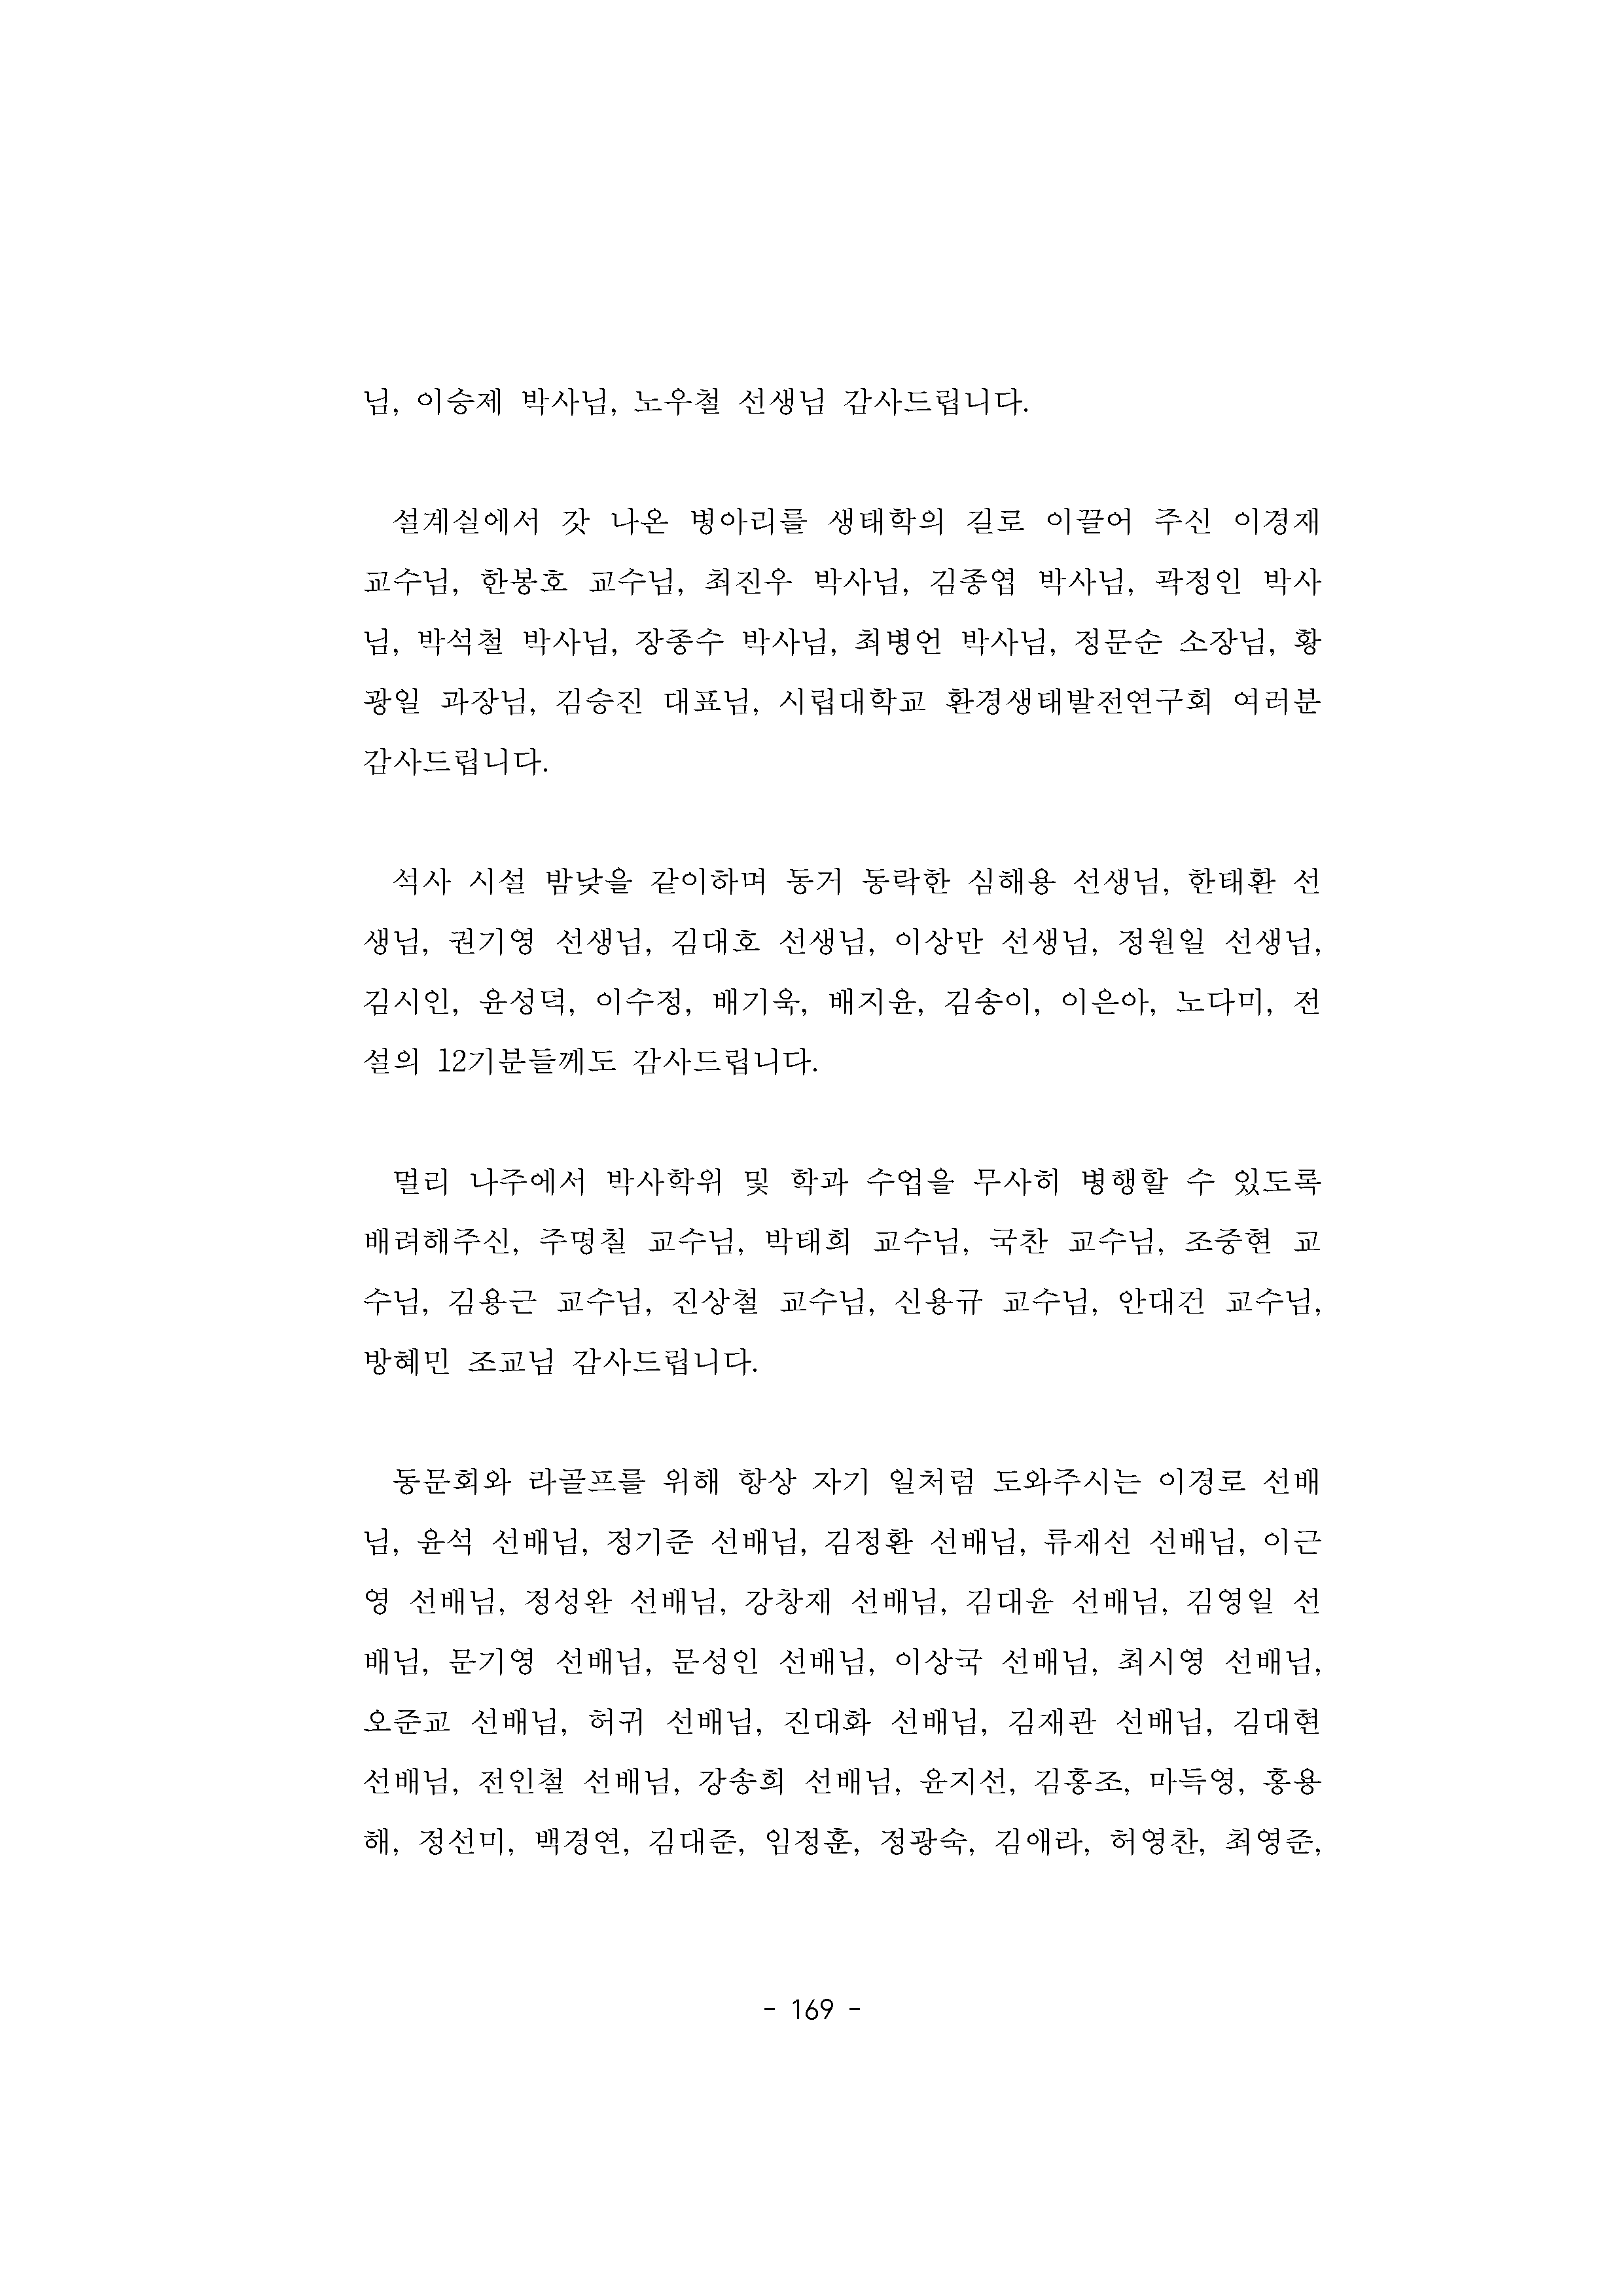 님, 이승제 박사님, 노우철 선생님 감사드립니다.
설계실에서 갓 나온 병아리를 생태학의 길로 이끌어 주신 이경재
교수님, 한봉호 교수님, 최진우 박사님, 김종엽 박사님, 곽정인 박사
님, 박석철 박사님, 장종수 박사님, 최병언 박사님, 정문순 소장님, 황
광일 과장님, 김승진 대표님, 시립대학교 환경생태발전연구회 여러분
감사드립니다.
석사 시설 밤낮을 같이하며 동거 동락한 심해용 선생님, 한태환 선
생님, 권기영 선생님, 김대호 선생님, 이상만 선생님, 정원일 선생님,
김시인, 윤성덕, 이수정, 배기욱, 배지윤, 김송이, 이은아, 노다미, 전
설의 12기분들께도 감사드립니다.
멀리 나주에서 박사학위 및 학과 수업을 무사히 병행할 수 있도록
배려해주신, 주명칠 교수님, 박태희 교수님, 국찬 교수님, 조중현 교
수님, 김용근 교수님, 진상철 교수님, 신용규 교수님, 안대건 교수님,
방혜민 조교님 감사드립니다.
동문회와 라골프를 위해 항상 자기 일처럼 도와주시는 이경로 선배
님, 윤석 선배님, 정기준 선배님, 김정환 선배님, 류재선 선배님, 이근
영 선배님, 정성완 선배님, 강창재 선배님, 김대윤 선배님, 김영일 선
배님, 문기영 선배님, 문성인 선배님, 이상국 선배님, 최시영 선배님,
오준교 선배님, 허귀 선배님, 진대화 선배님, 김재관 선배님, 김대현
선배님, 전인철 선배님, 강송희 선배님, 윤지선, 김홍조, 마득영, 홍용
해, 정선미, 백경연, 김대준, 임정훈, 정광숙, 김애라, 허영찬, 최영준,
- 169 -